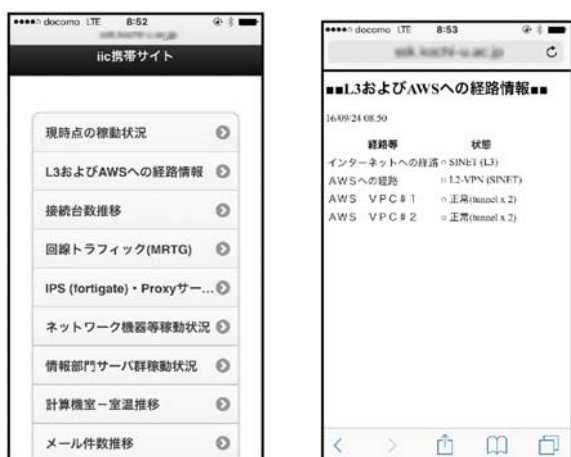 docomo LTE 8:52
iic携帯サイト
現時点の稼動状況
L3およびAWSへの経路情報
接続台数推移
回線トラフィック(MRTG)
IPS (fortigate)・Proxyサー...
ネットワーク機器等稼動状況
情報部門サーバ群稼動状況
計算機室－室温推移
メール件数推移
docomo LTE 8:53
■■L3およびAWSへの経路情報■■
16/09/24 08:50
経路等 状態
インターネットへの経路 ○ SINET (L3)
AWSへの経路 ○ L2-VPN (SINET)
AWS VPC#1 ○ 正常(tunnel x 2)
AWS VPC#2 ○ 正常(tunnel x 2)